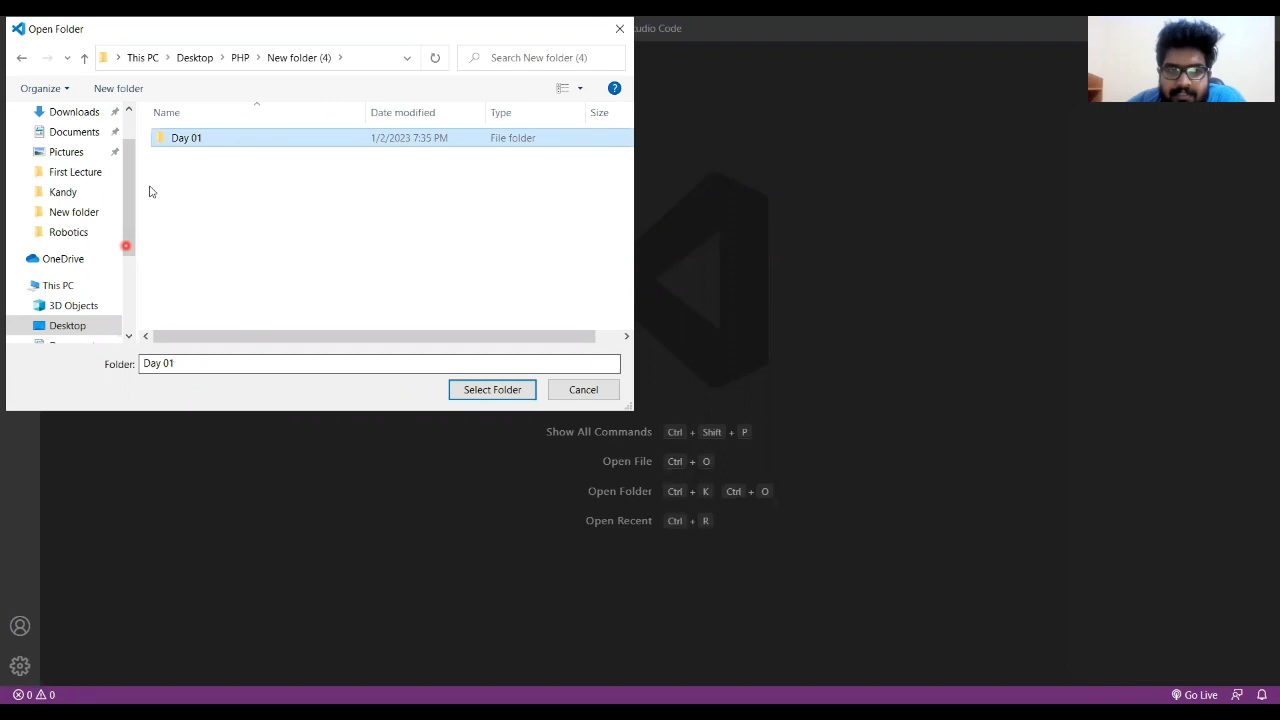 Open Folder
tudio Code
This PC > Desktop > PHP > New folder (4) >
Search New folder (4)
Organize
New folder
Name
Date modified
Type
Size
Downloads
Documents
Pictures
First Lecture
Kandy
New folder
Robotics
OneDrive
This PC
3D Objects
Desktop
Day 01
1/2/2023 7:35 PM
File folder
Folder:
Day 01
Select Folder
Cancel
Show All Commands Ctrl + Shift + P
Open File Ctrl + O
Open Folder Ctrl + K Ctrl + O
Open Recent Ctrl + R
0 0
Go Live